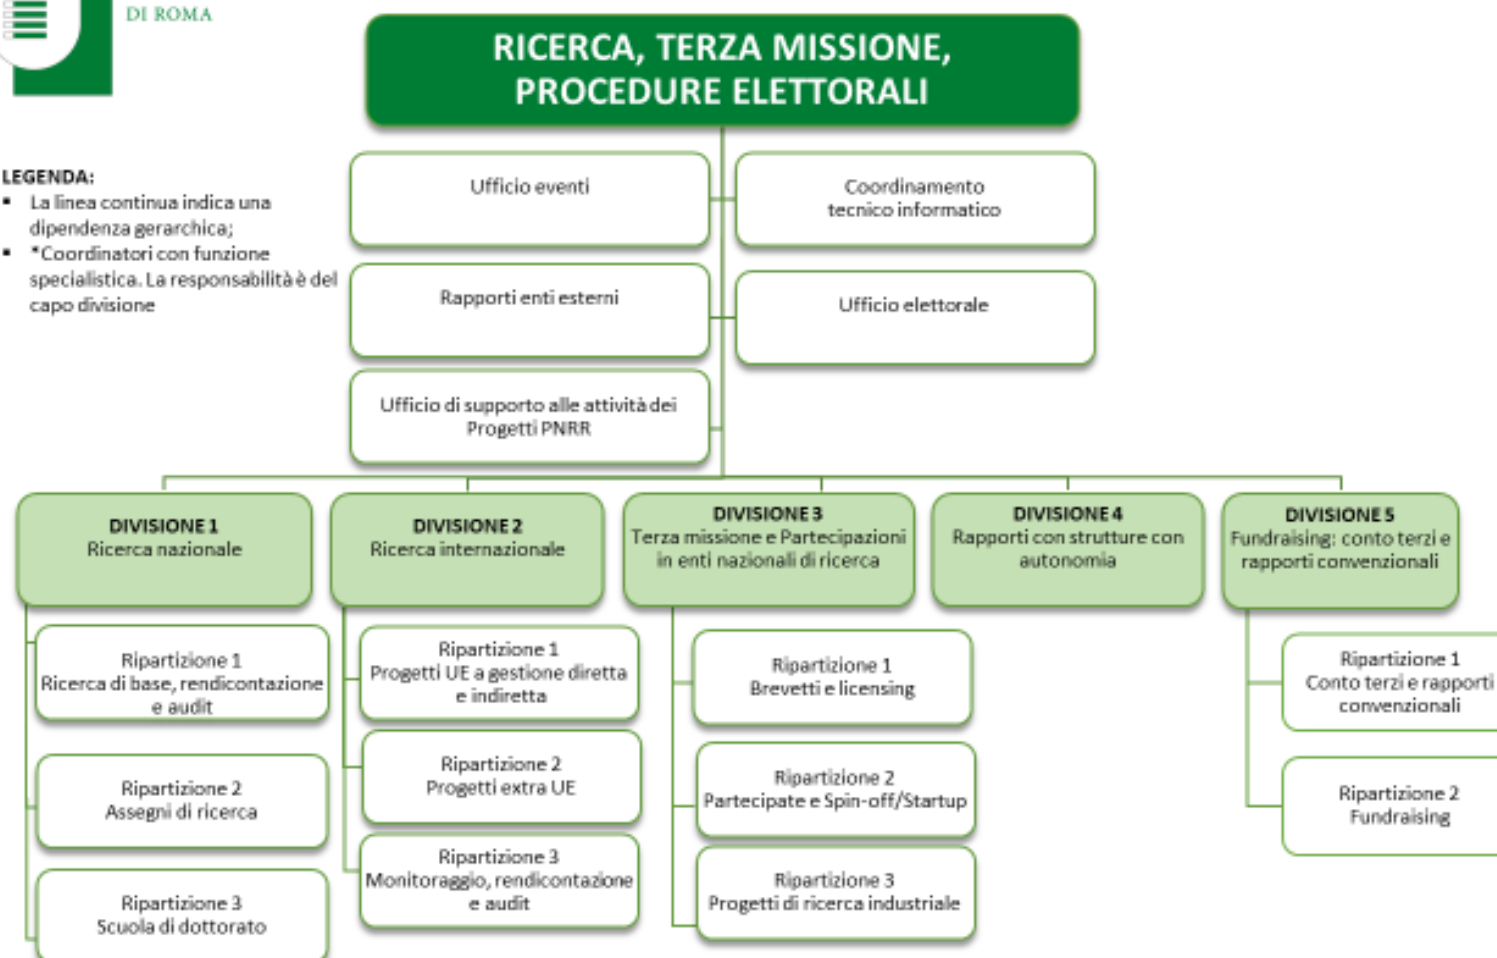 DI ROMA
RICERCA, TERZA MISSIONE,
PROCEDURE ELETTORALI
LEGENDA:
▪ La linea continua indica una
dipendenza gerarchica;
▪ *Coordinatori con funzione
specialistica. La responsabilità è del
capo divisione
Ufficio eventi
Coordinamento
tecnico informatico
Rapporti enti esterni
Ufficio elettorale
Ufficio di supporto alle attività dei
Progetti PNRR
DIVISIONE 1
Ricerca nazionale
DIVISIONE 2
Ricerca internazionale
DIVISIONE 3
Terza missione e Partecipazioni
in enti nazionali di ricerca
DIVISIONE 4
Rapporti con strutture con
autonomia
DIVISIONE 5
Fundraising: conto terzi e
rapporti convenzionali
Ripartizione 1
Ricerca di base, rendicontazione
e audit
Ripartizione 2
Assegni di ricerca
Ripartizione 3
Scuola di dottorato
Ripartizione 1
Progetti UE a gestione diretta
e indiretta
Ripartizione 2
Progetti extra UE
Ripartizione 3
Monitoraggio, rendicontazione
e audit
Ripartizione 1
Brevetti e licensing
Ripartizione 2
Partecipate e Spin-off/Startup
Ripartizione 3
Progetti di ricerca industriale
Ripartizione 1
Conto terzi e rapporti
convenzionali
Ripartizione 2
Fundraising